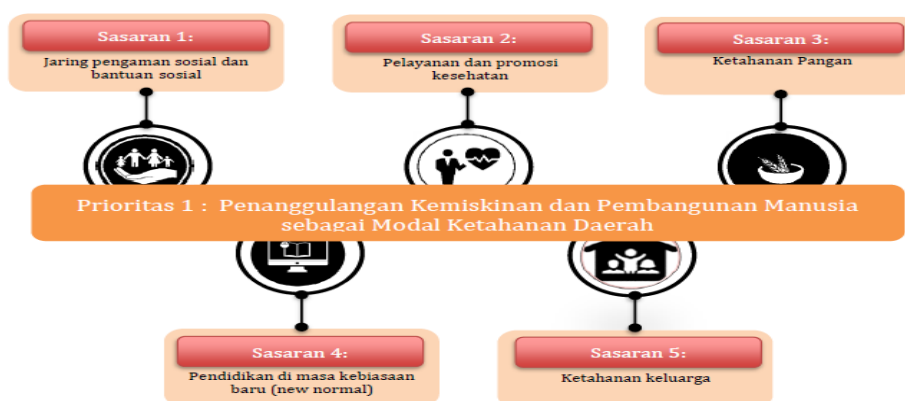 Sasaran 1:
Jaring pengaman sosial dan
bantuan sosial
Sasaran 2:
Pelayanan dan promosi
kesehatan
Sasaran 3:
Ketahanan Pangan
Prioritas 1 : Penanggulangan Kemiskinan dan Pembangunan Manusia
sebagai Modal Ketahanan Daerah
Sasaran 4:
Pendidikan di masa kebiasaan
baru (new normal)
Sasaran 5:
Ketahanan keluarga